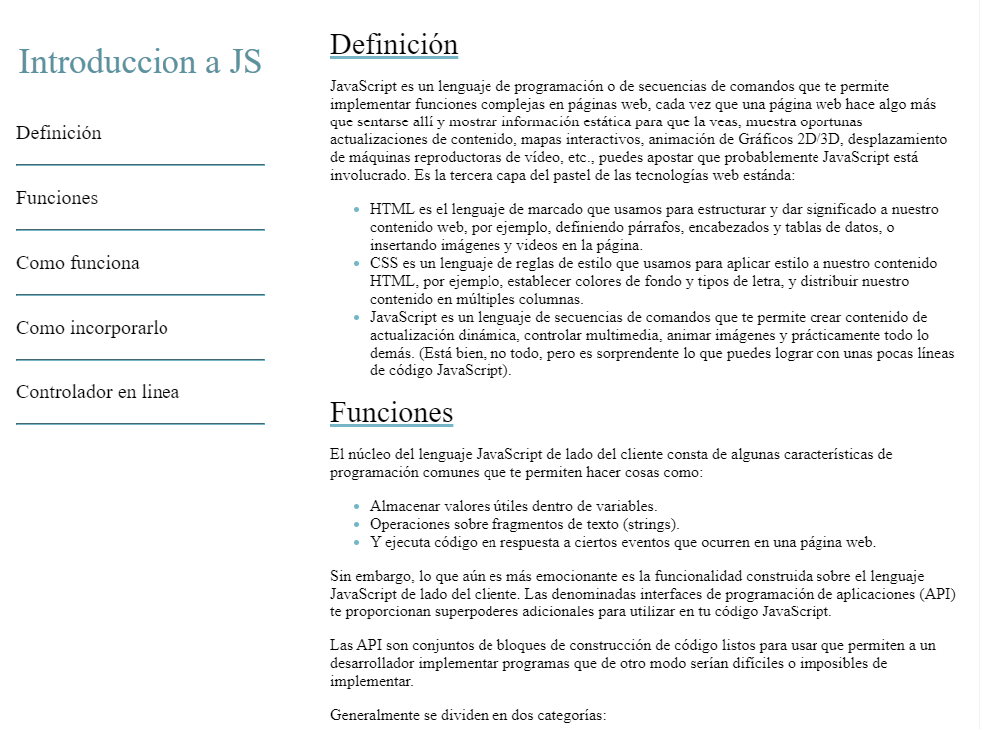 Introduccion a JS
Definición
Funciones
Como funciona
Como incorporarlo
Controlador en linea
Definición
JavaScript es un lenguaje de programación o de secuencias de comandos que te permite
implementar funciones complejas en páginas web, cada vez que una página web hace algo más
que sentarse allí y mostrar información estática para que la veas, muestra oportunas
actualizaciones de contenido, mapas interactivos, animación de Gráficos 2D/3D, desplazamiento
de máquinas reproductoras de vídeo, etc., puedes apostar que probablemente JavaScript está
involucrado. Es la tercera capa del pastel de las tecnologías web estánda:
HTML es el lenguaje de marcado que usamos para estructurar y dar significado a nuestro
contenido web, por ejemplo, definiendo párrafos, encabezados y tablas de datos, o
insertando imágenes y videos en la página.
CSS es un lenguaje de reglas de estilo que usamos para aplicar estilo a nuestro contenido
HTML, por ejemplo, establecer colores de fondo y tipos de letra, y distribuir nuestro
contenido en múltiples columnas.
JavaScript es un lenguaje de secuencias de comandos que te permite crear contenido de
actualización dinámica, controlar multimedia, animar imágenes y prácticamente todo lo
demás. (Está bien, no todo, pero es sorprendente lo que puedes lograr con unas pocas líneas
de código JavaScript).
Funciones
El núcleo del lenguaje JavaScript de lado del cliente consta de algunas características de
programación comunes que te permiten hacer cosas como:
Almacenar valores útiles dentro de variables.
Operaciones sobre fragmentos de texto (strings).
Y ejecuta código en respuesta a ciertos eventos que ocurren en una página web.
Sin embargo, lo que aún es más emocionante es la funcionalidad construida sobre el lenguaje
JavaScript de lado del cliente. Las denominadas interfaces de programación de aplicaciones (API)
te proporcionan superpoderes adicionales para utilizar en tu código JavaScript.
Las API son conjuntos de bloques de construcción de código listos para usar que permiten a un
desarrollador implementar programas que de otro modo serían difíciles o imposibles de
implementar.
Generalmente se dividen en dos categorías: